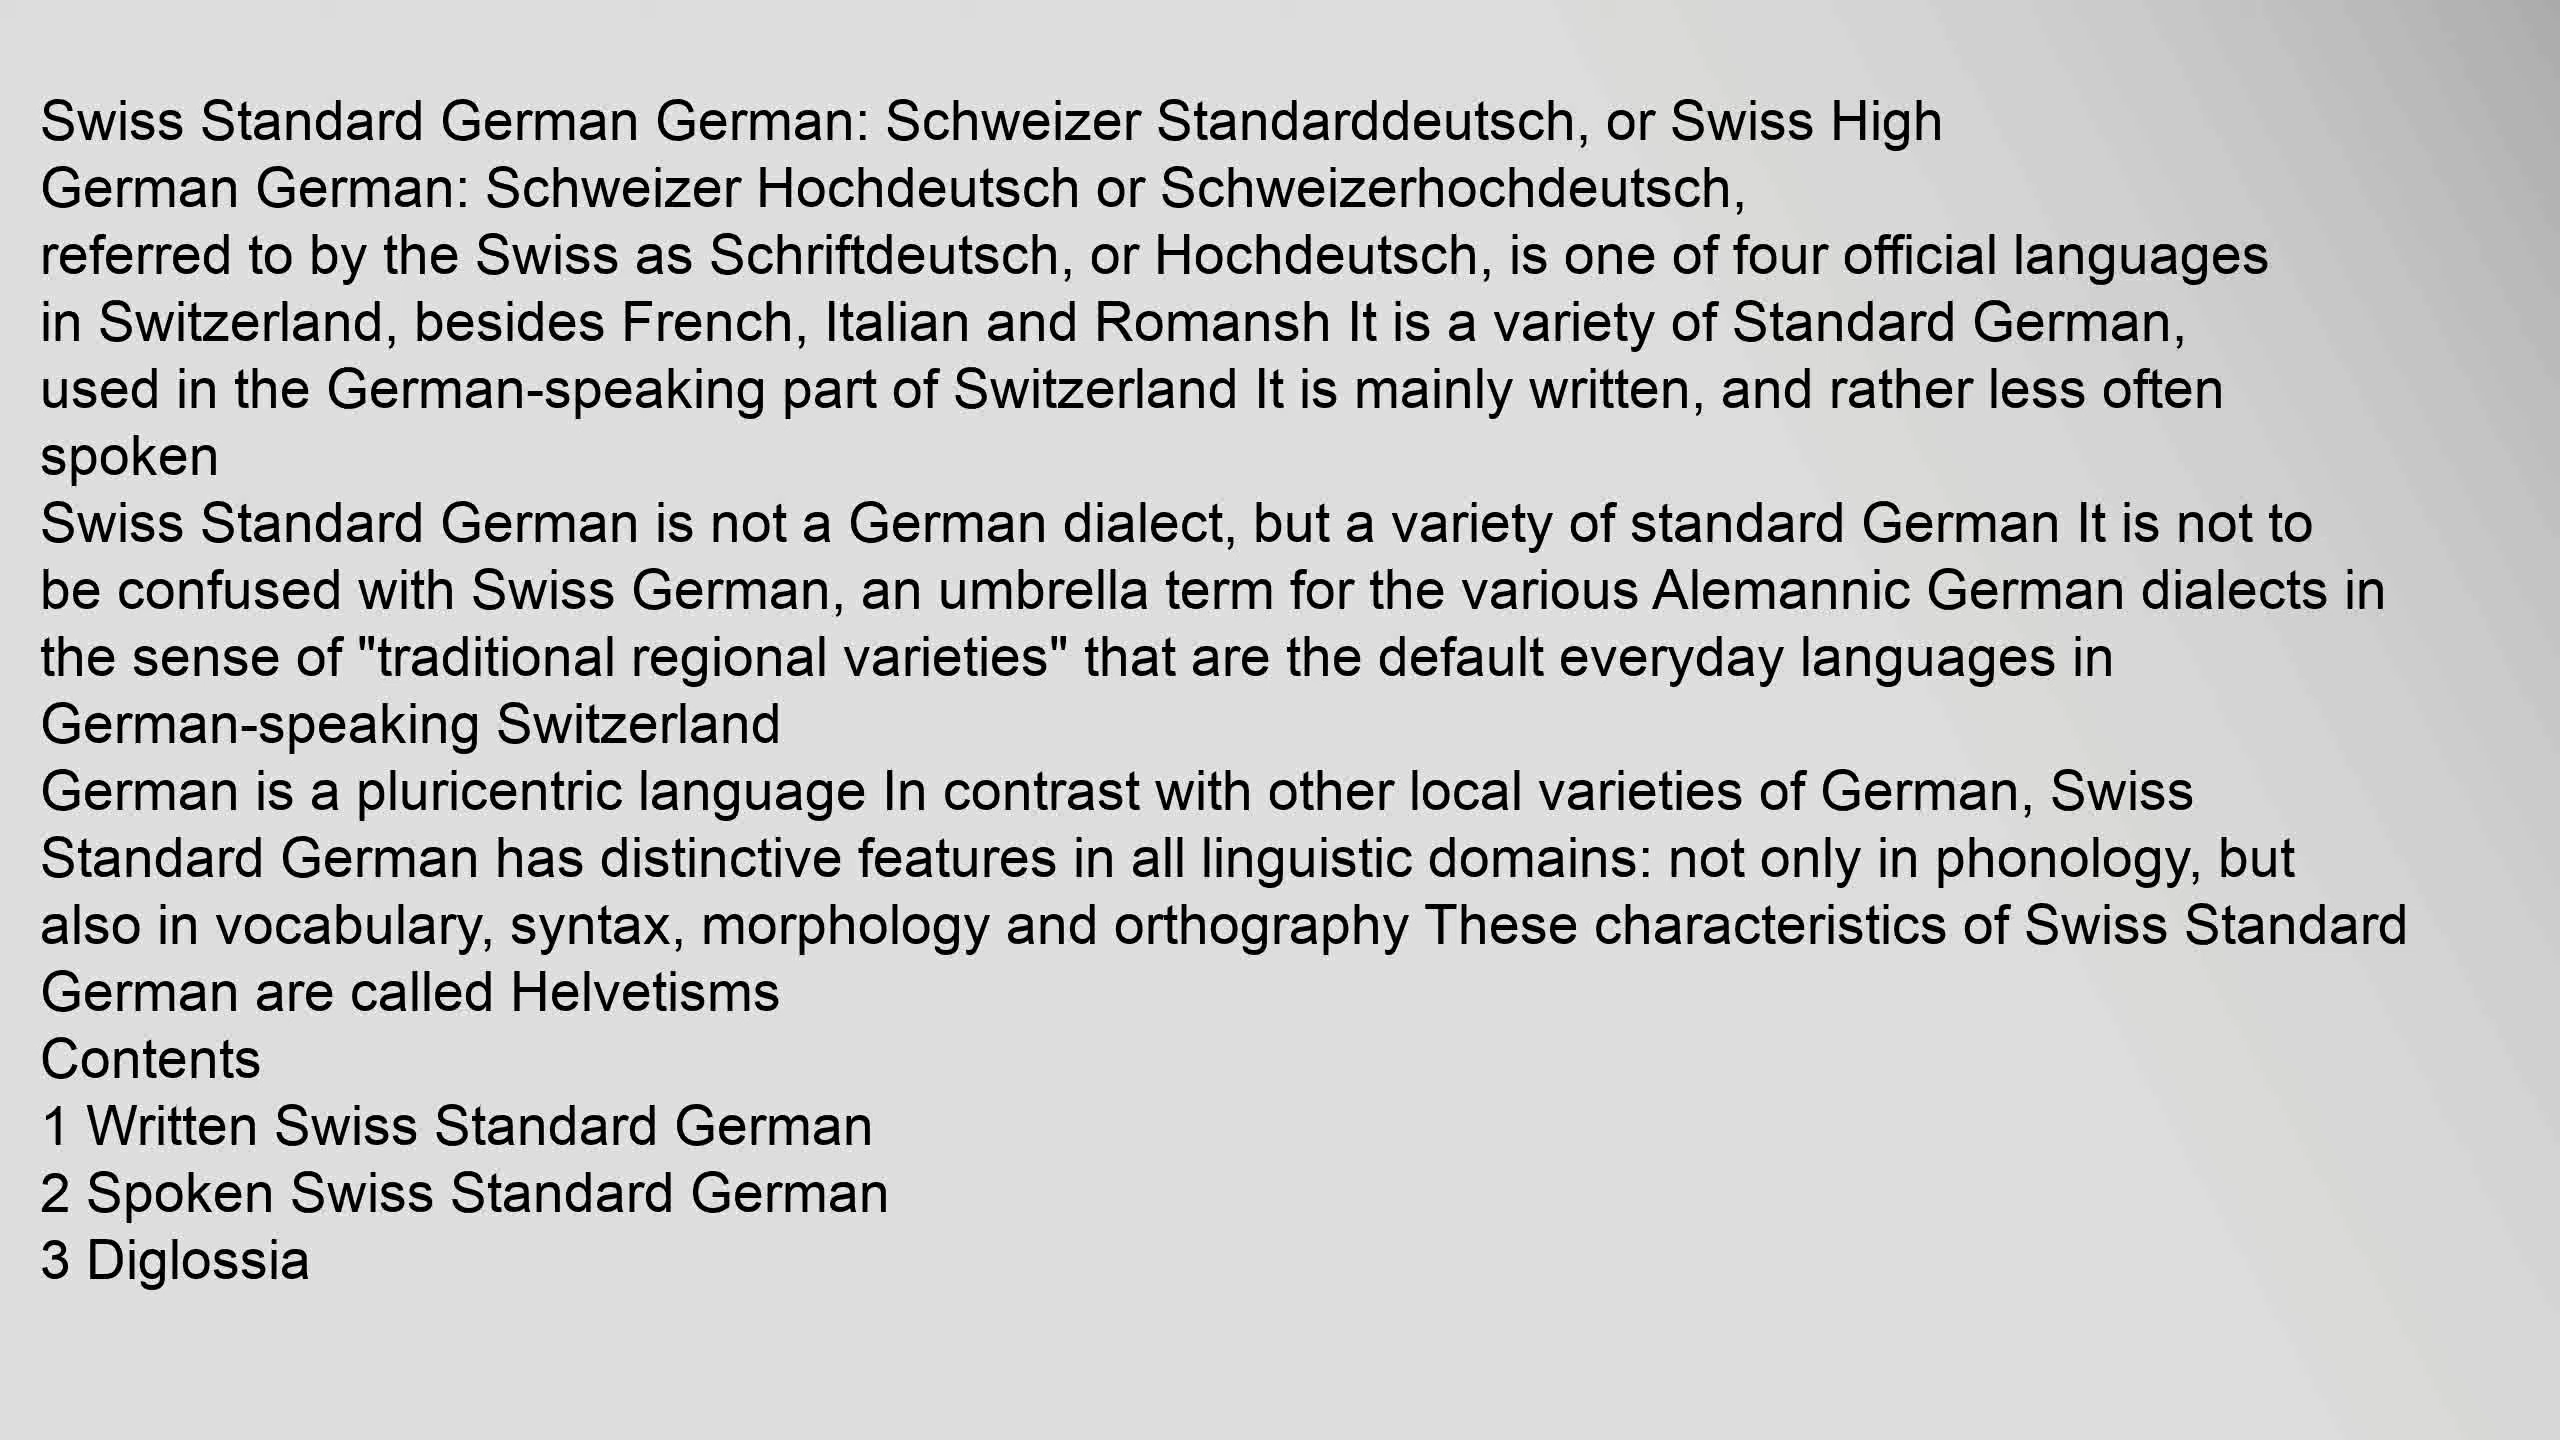 Swiss Standard German German: Schweizer Standarddeutsch, or Swiss High
German German: Schweizer Hochdeutsch or Schweizerhochdeutsch,
referred to by the Swiss as Schriftdeutsch, or Hochdeutsch, is one of four official languages
in Switzerland, besides French, Italian and Romansh It is a variety of Standard German,
used in the German-speaking part of Switzerland It is mainly written, and rather less often
spoken
Swiss Standard German is not a German dialect, but a variety of standard German It is not to
be confused with Swiss German, an umbrella term for the various Alemannic German dialects in
the sense of "traditional regional varieties" that are the default everyday languages in
German-speaking Switzerland
German is a pluricentric language In contrast with other local varieties of German, Swiss
Standard German has distinctive features in all linguistic domains: not only in phonology, but
also in vocabulary, syntax, morphology and orthography These characteristics of Swiss Standard
German are called Helvetisms
Contents
1 Written Swiss Standard German
2 Spoken Swiss Standard German
3 Diglossia